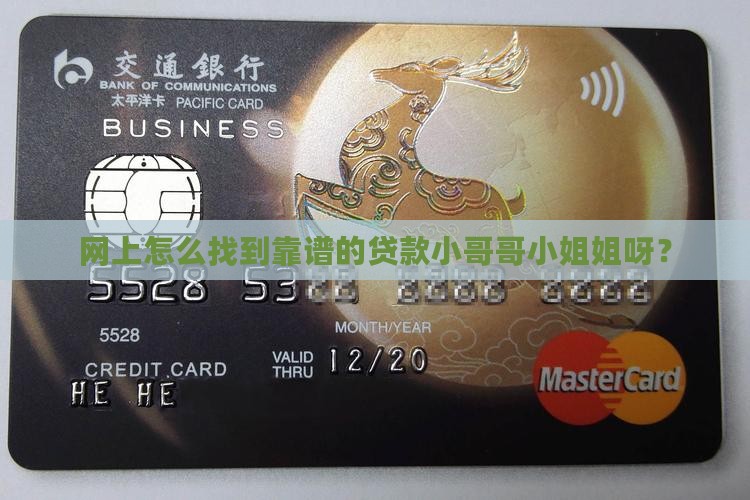 交通銀行
BANK OF COMMUNICATIONS
太平洋卡 PACIFIC CARD
BUSINESS
网上怎么找到靠谱的贷款小哥哥小姐姐呀？
5528 53
5528
MONTH/YEAR
CREDIT CARD
VALID THRU 12/20
HE HE
MasterCard